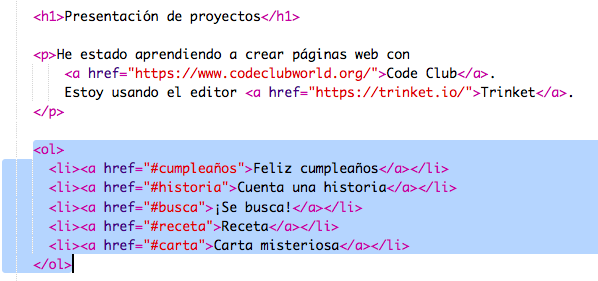 <h1>Presentación de proyectos</h1>
<p>He estado aprendiendo a crear páginas web con
<a href="https://www.codeclubworld.org/">Code Club</a>.
Estoy usando el editor <a href="https://trinket.io/">Trinket</a>.
</p>
<ol>
<li><a href="#cumpleaños">Feliz cumpleaños</a></li>
<li><a href="#historia">Cuenta una historia</a></li>
<li><a href="#busca">¡Se busca!</a></li>
<li><a href="#receta">Receta</a></li>
<li><a href="#carta">Carta misteriosa</a></li>
</ol>